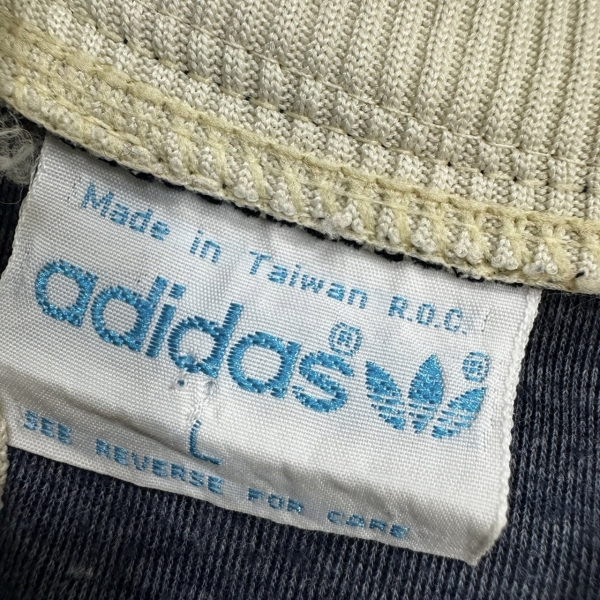 Made in Taiwan R.O.C.
adidas® ®
L
SEE REVERSE FOR CARE